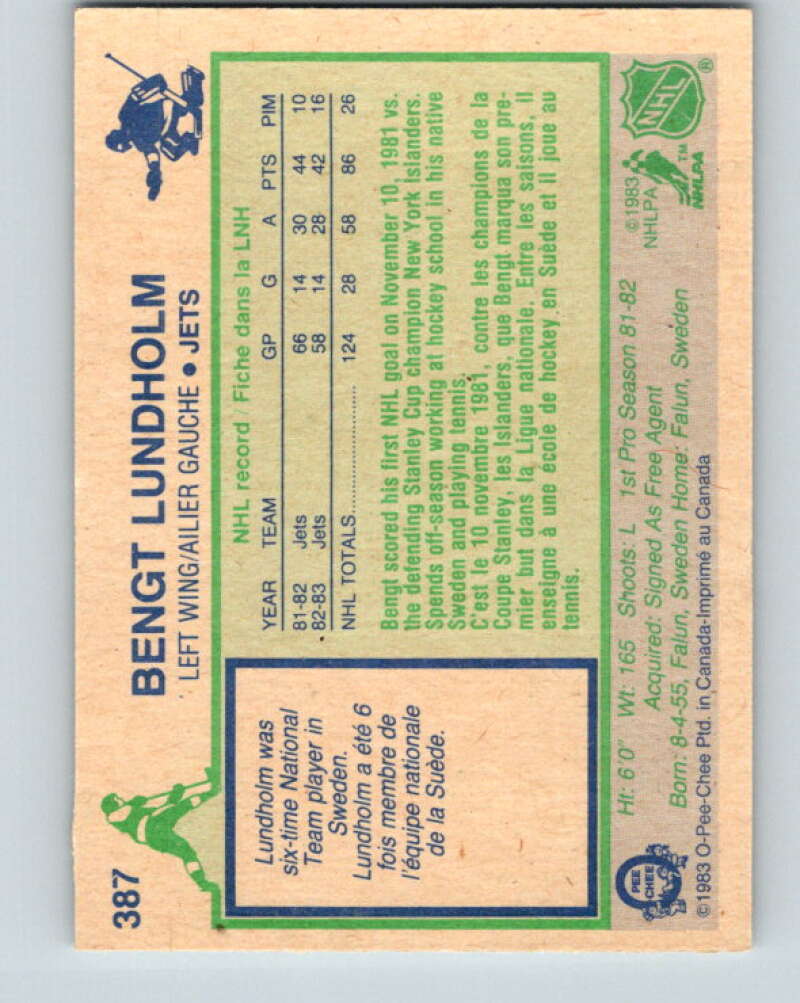 387
BENGT LUNDHOLM
LEFT WING/AILIER GAUCHE • JETS
Lundholm was
six-time National
Team player in
Sweden.
Lundholm a été 6
fois membre de
l'équipe nationale
de la Suède.
NHL record / Fiche dans la LNH
YEAR TEAM GP G A PTS PIM
81-82 Jets 66 14 30 44 10
82-83 Jets 58 14 28 42 16
NHL TOTALS 124 28 58 86 26
Bengt scored his first NHL goal on November 10, 1981 vs.
the defending Stanley Cup champion New York Islanders.
Spends off-season working at hockey school in his native
Sweden and playing tennis.
C'est le 10 novembre 1981, contre les champions de la
Coupe Stanley, les Islanders, que Bengt marqua son pre-
mier but dans la Ligue nationale. Entre les saisons, il
enseigne à une école de hockey en Suède et il joue au
tennis.
PEE
CHEE
Ht: 6'0" Wt: 165 Shoots: L 1st Pro Season 81-82
Acquired: Signed As Free Agent
Born: 8-4-55, Falun, Sweden Home: Falun, Sweden
©1983 O-Pee-Chee Ptd. in Canada-Imprimé au Canada
©1983
NHLPA
NHLPA
TM
NHL
®